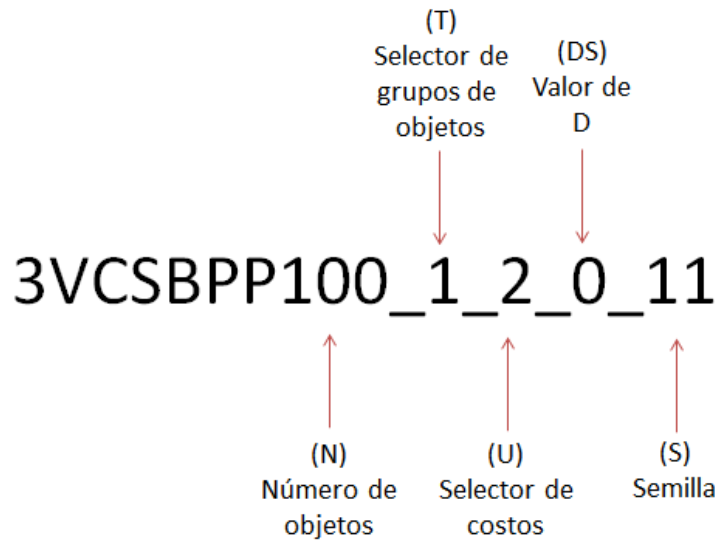 (T)
Selector de
grupos de
objetos
(DS)
Valor de
D
3VCSBPP100_1_2_0_11
(N)
Número de
objetos
(U)
Selector de
costos
(S)
Semilla